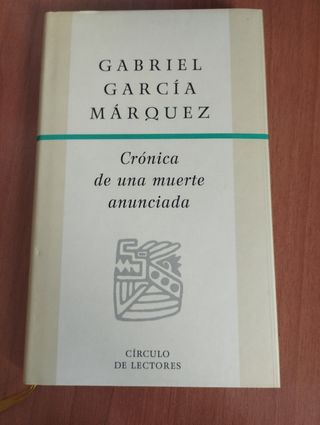 GABRIEL
GARCÍA
MÁRQUEZ
Crónica
de una muerte
anunciada
CÍRCULO
DE LECTORES